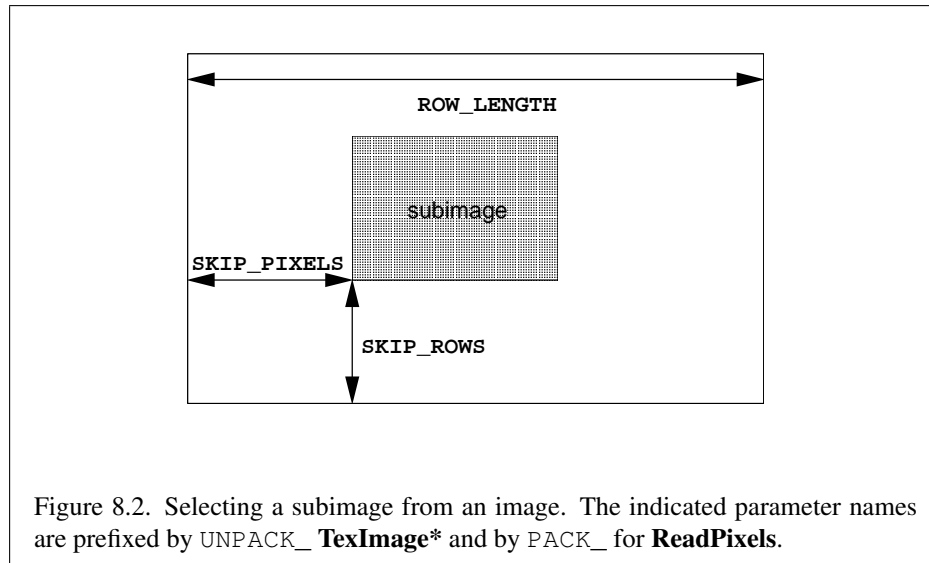 ROW_LENGTH
subimage
SKIP_PIXELS
SKIP_ROWS
Figure 8.2. Selecting a subimage from an image. The indicated parameter names
are prefixed by UNPACK_ TexImage* and by PACK_ for ReadPixels.